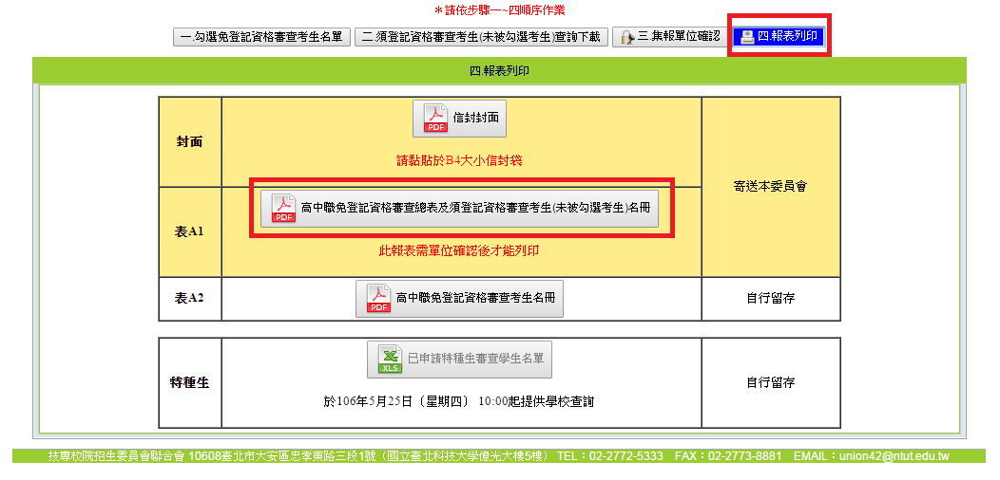 ＊請依步驟一~四順序作業
一.勾選免登記資格審查考生名單 二.須登記資格審查考生(未被勾選考生)查詢下載 三.集報單位確認 四.報表列印
四.報表列印
封面
PDF 信封封面
請黏貼於B4大小信封袋
寄送本委員會
表A1
PDF 高中職免登記資格審查總表及須登記資格審查考生(未被勾選考生)名冊
此報表需單位確認後才能列印
表A2
PDF 高中職免登記資格審查考生名冊
自行留存
特種生
XLS 已申請特種生審查學生名單
於106年5月25日〔星期四〕 10:00起提供學校查詢
自行留存
技專校院招生委員會聯合會 10608臺北市大安區忠孝東路三段1號（國立臺北科技大學億光大樓5樓） TEL：02-2772-5333 FAX：02-2773-8881 EMAIL：union42@ntut.edu.tw